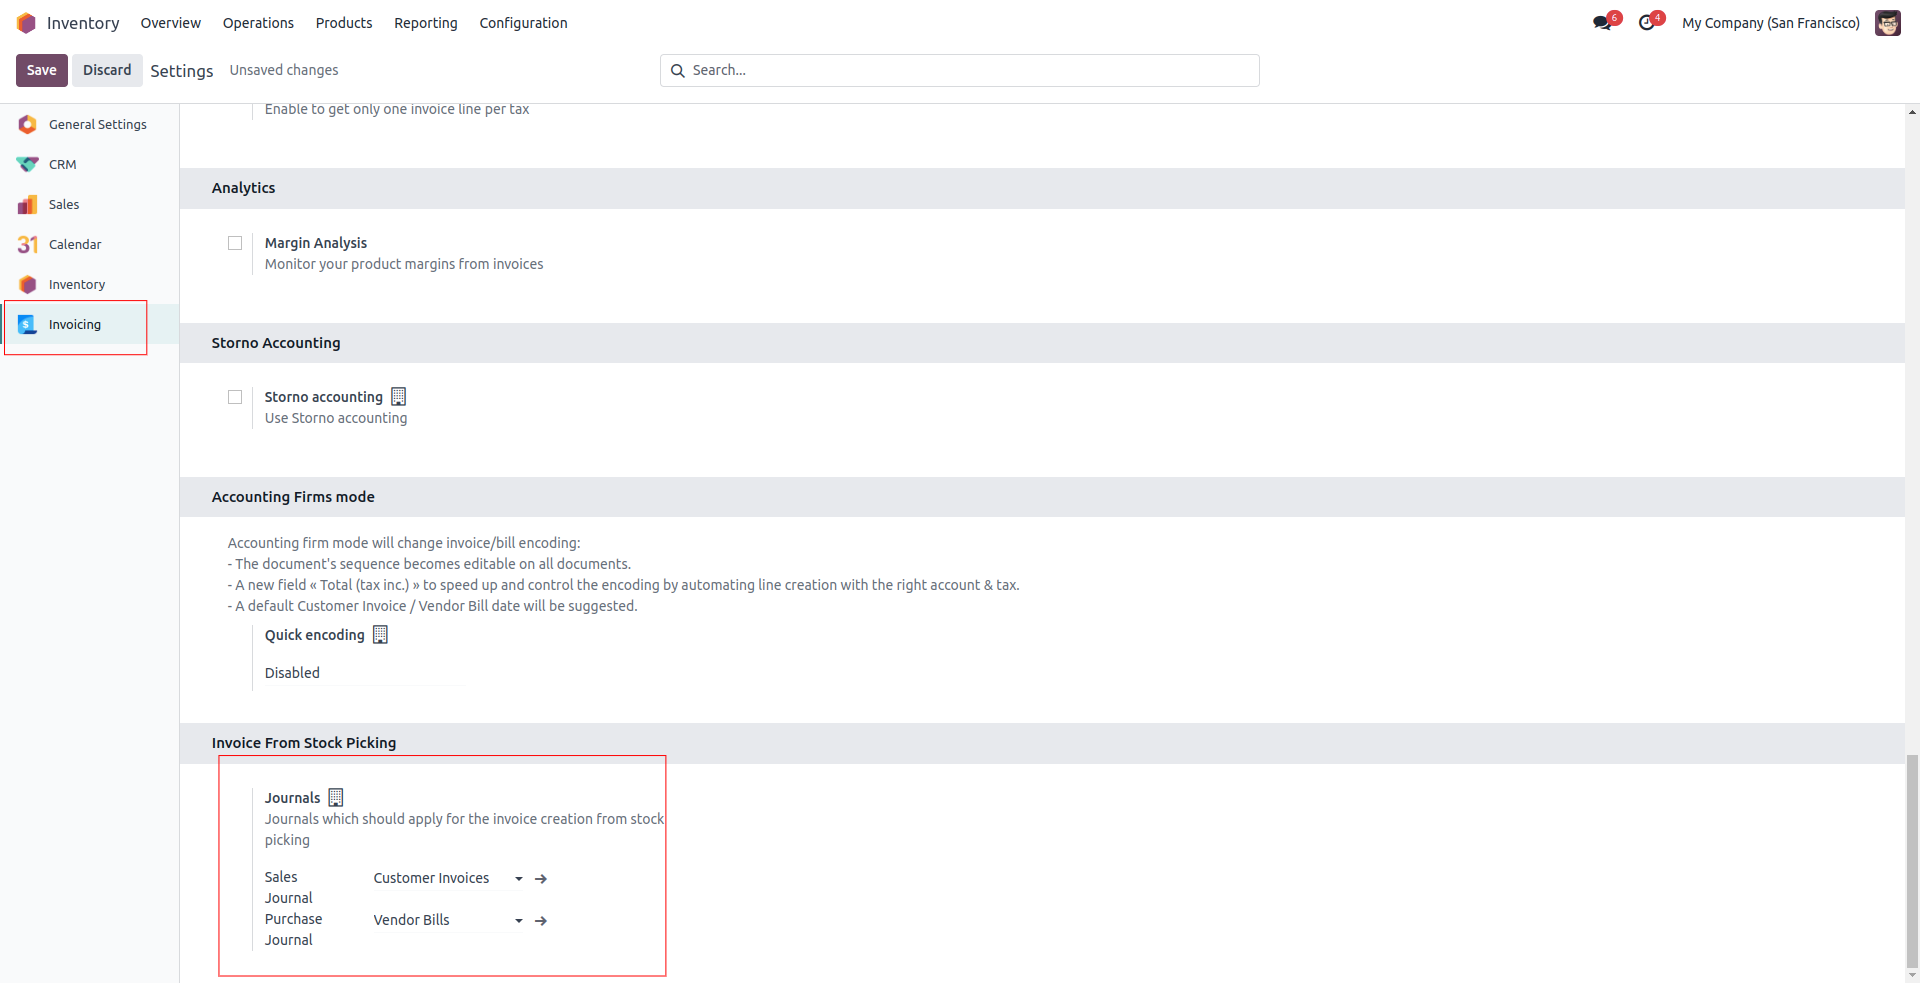 Inventory Overview Operations Products Reporting Configuration 6 4 My Company (San Francisco)
Save Discard Settings Unsaved changes Search...
General Settings
CRM
Sales
31 Calendar
Inventory
$ Invoicing
Enable to get only one invoice line per tax
Analytics
Margin Analysis
Monitor your product margins from invoices
Storno Accounting
Storno accounting
Use Storno accounting
Accounting Firms mode
Accounting firm mode will change invoice/bill encoding:
- The document's sequence becomes editable on all documents.
- A new field « Total (tax inc.) » to speed up and control the encoding by automating line creation with the right account & tax.
- A default Customer Invoice / Vendor Bill date will be suggested.
Quick encoding
Disabled
Invoice From Stock Picking
Journals
Journals which should apply for the invoice creation from stock
picking
Sales Customer Invoices
Journal
Purchase Vendor Bills
Journal